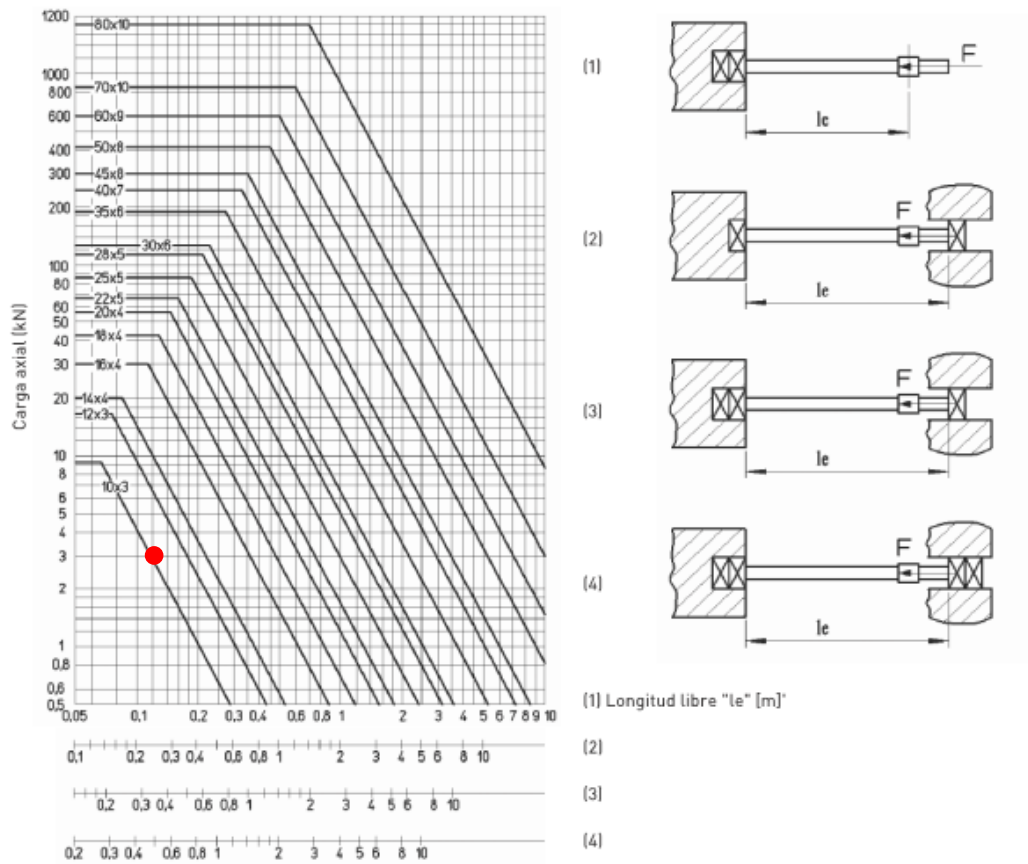 1200
80x10
1000
800
70x10
600
60x9
400
50x8
300
45x8
40x7
200
35x6
30x6
100
28x5
80
25x5
60
22x5
50
20x4
40
18x4
30
16x4
20
14x4
12x3
10
8
10x3
6
5
4
3
2
1
0,8
0,6
0,5
Carga axial (kN)
0,05 0,1 0,2 0,3 0,4 0,6 0,8 1 2 3 4 5 6 7 8 9 10
0.1 0.2 0.3 0.4 0,6 0,8 1 2 3 4 5 6 8 10
0,2 0,3 0,4 0,6 0,8 1 2 3 4 5 6 8 10
0.2 0,3 0,4 0,6 0,8 1 2 3 4 5 6 8 10
(1)
F
le
(2)
F
le
(3)
F
le
(4)
F
le
(1) Longitud libre "le" [m]'
(2)
(3)
(4)